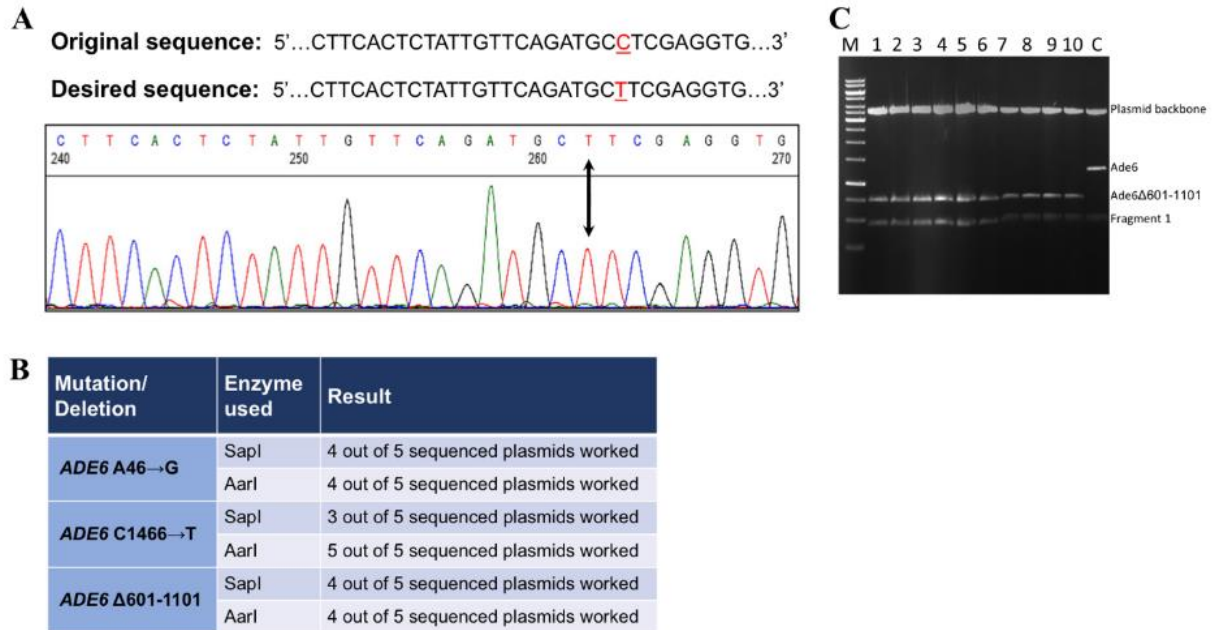 A
Original sequence: 5’…CTTCACTCTATTGTTCAGATGCCTCGAGGTG…3’
Desired sequence: 5’…CTTCACTCTATTGTTCAGATGCTTCGAGGTG…3’
C T T C A C T C T A T T G T T C A G A T G C T T C G A G G T G
240 250 260 270
B
Mutation/ Deletion Enzyme used Result
ADE6 A46→G SapI 4 out of 5 sequenced plasmids worked
AarI 4 out of 5 sequenced plasmids worked
ADE6 C1466→T SapI 3 out of 5 sequenced plasmids worked
AarI 5 out of 5 sequenced plasmids worked
ADE6 Δ601-1101 SapI 4 out of 5 sequenced plasmids worked
AarI 4 out of 5 sequenced plasmids worked
C
M 1 2 3 4 5 6 7 8 9 10 C
Plasmid backbone
Ade6
Ade6Δ601-1101
Fragment 1